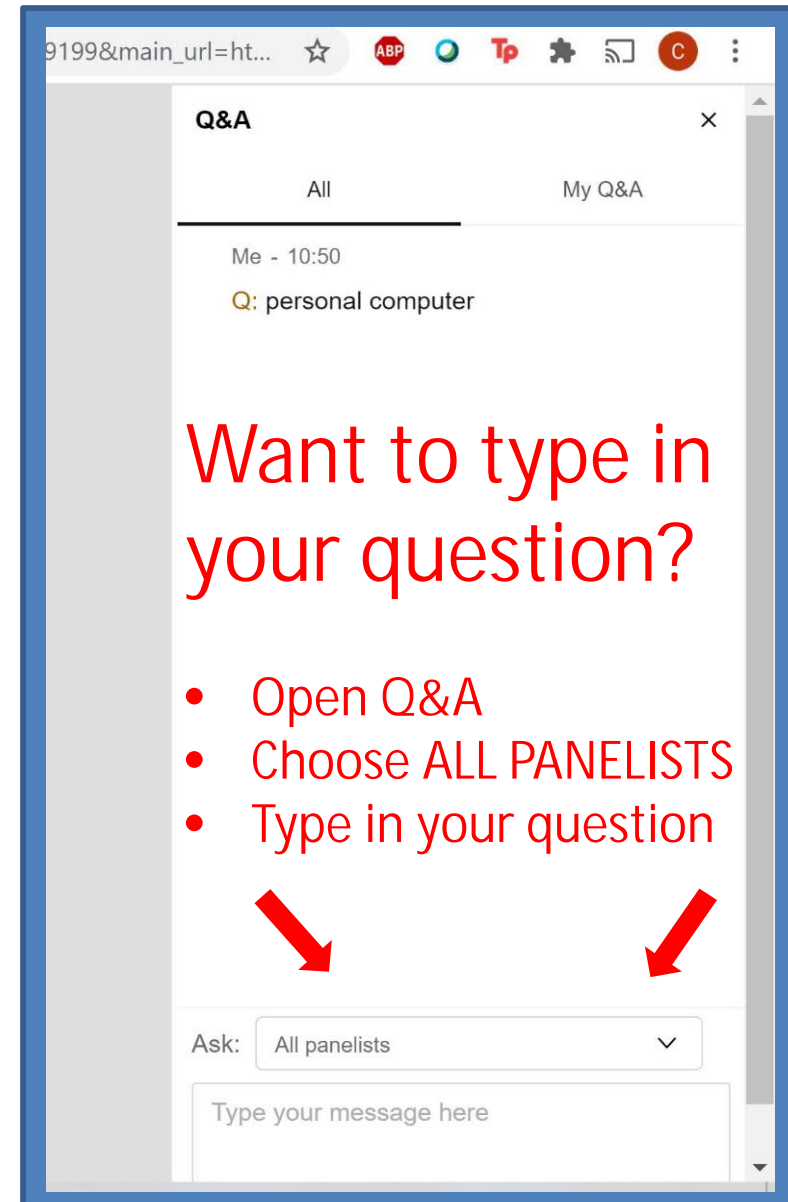 9199&main_url=ht...
ABP
Tp
C
Q&A
All My Q&A
Me - 10:50
Q: personal computer
Want to type in
your question?
• Open Q&A
• Choose ALL PANELISTS
• Type in your question
Ask: All panelists
Type your message here